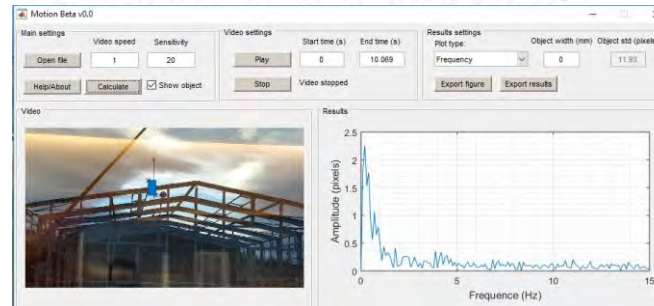 Motion Beta v0.0
Main settings
Video speed
Sensitivity
Open file
1
20
Help/About
Calculate
Show object
Video settings
Start time (s)
End time (s)
Play
0
10.069
Stop
Video stopped
Results settings
Plot type:
Object width (mm)
Object std (pixels
Frequency
0
11.93
Export figure
Export results
Video
Results
2.5
2
1.5
1
0.5
0
Amplitude (pixels)
0
5
10
15
Frequence (Hz)